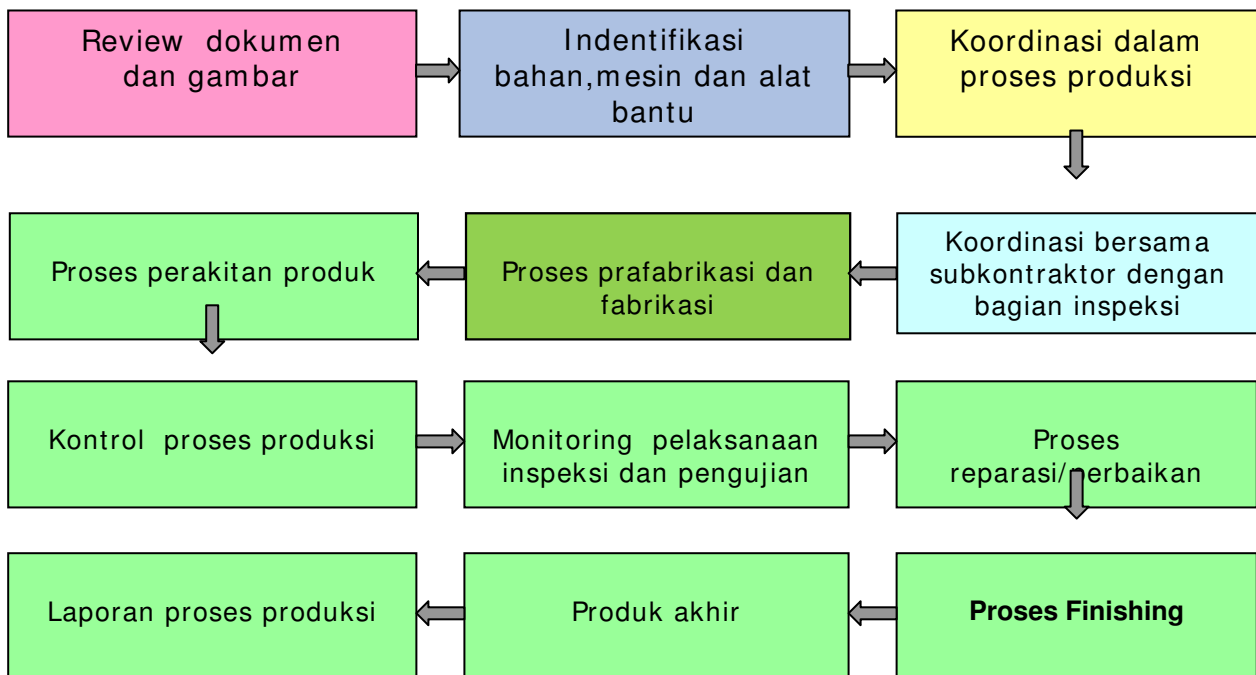 Review dokumen
dan gambar
Indentifikasi
bahan,mesin dan alat
bantu
Koordinasi dalam
proses produksi
Koordinasi bersama
subkontraktor dengan
bagian inspeksi
Proses prafabrikasi dan
fabrikasi
Proses perakitan produk
Kontrol proses produksi
Monitoring pelaksanaan
inspeksi dan pengujian
Proses
reparasi/perbaikan
Proses Finishing
Produk akhir
Laporan proses produksi